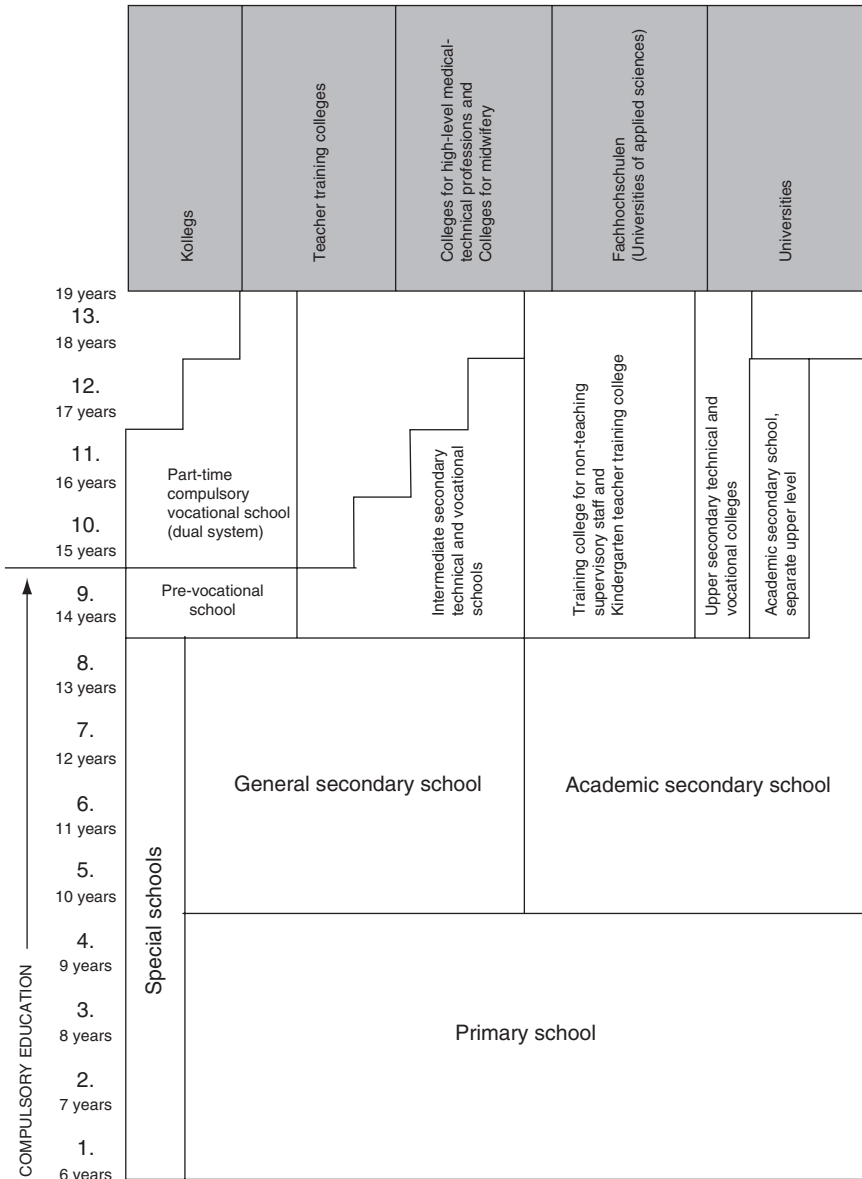 Kollegs
Teacher training colleges
Colleges for high-level medical-
technical professions and
Colleges for midwifery
Fachhochschulen
(Universities of applied sciences)
Universities
19 years
13.
18 years
12.
17 years
11.
16 years
10.
15 years
9.
14 years
8.
13 years
7.
12 years
6.
11 years
5.
10 years
4.
9 years
3.
8 years
2.
7 years
1.
6 years
COMPULSORY EDUCATION
Part-time
compulsory
vocational school
(dual system)
Pre-vocational
school
Intermediate secondary
technical and vocational
schools
Training college for non-teaching
supervisory staff and
Kindergarten teacher training college
Upper secondary technical and
vocational colleges
Academic secondary school,
separate upper level
Special schools
General secondary school
Academic secondary school
Primary school